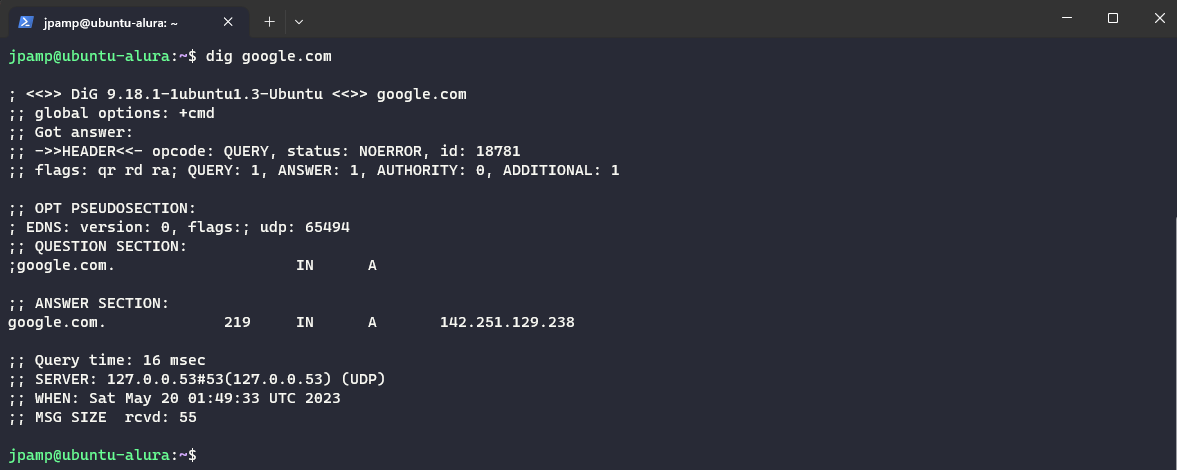 jpamp@ubuntu-alura: ~
jpamp@ubuntu-alura:~$ dig google.com
; <<>> DiG 9.18.1-1ubuntu1.3-Ubuntu <<>> google.com
;; global options: +cmd
;; Got answer:
;; ->>HEADER<<- opcode: QUERY, status: NOERROR, id: 18781
;; flags: qr rd ra; QUERY: 1, ANSWER: 1, AUTHORITY: 0, ADDITIONAL: 1
;; OPT PSEUDOSECTION:
; EDNS: version: 0, flags:; udp: 65494
;; QUESTION SECTION:
;google.com. IN A
;; ANSWER SECTION:
google.com. 219 IN A 142.251.129.238
;; Query time: 16 msec
;; SERVER: 127.0.0.53#53(127.0.0.53) (UDP)
;; WHEN: Sat May 20 01:49:33 UTC 2023
;; MSG SIZE  rcvd: 55
jpamp@ubuntu-alura:~$